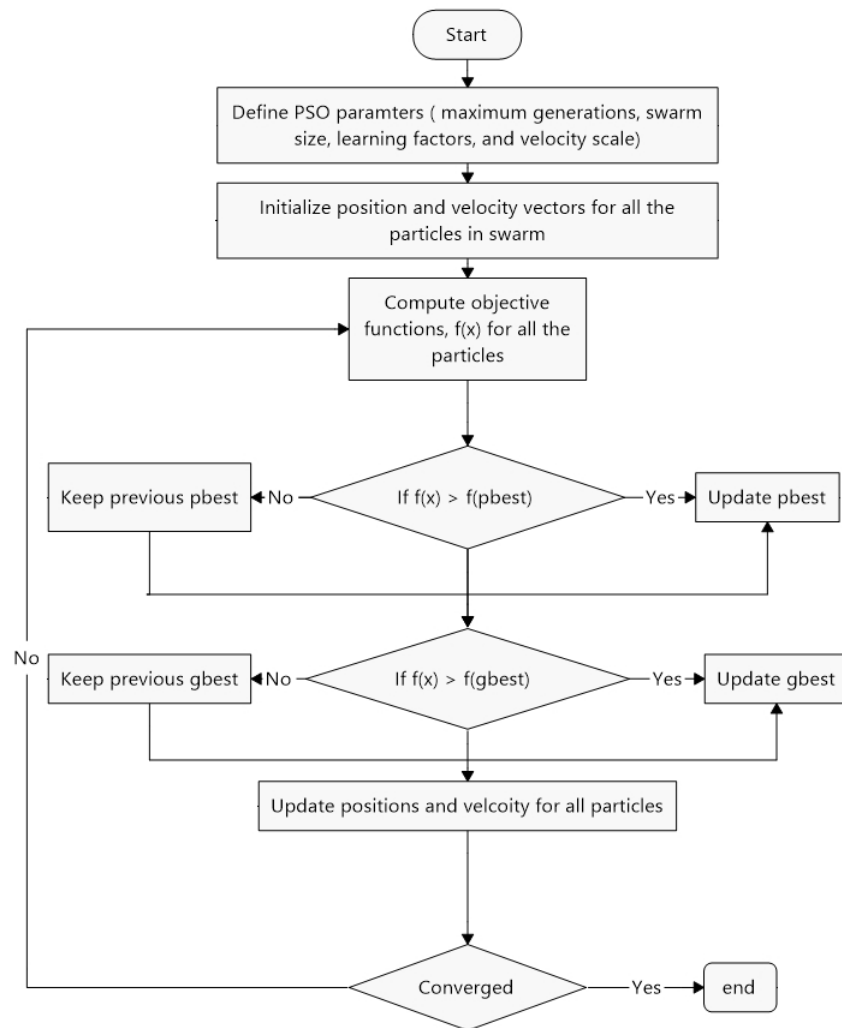 Start
Define PSO paramters ( maximum generations, swarm
size, learning factors, and velocity scale)
Initialize position and velocity vectors for all the
particles in swarm
Compute objective
functions, f(x) for all the
particles
Keep previous pbest
No
If f(x) > f(pbest)
Yes
Update pbest
No
Keep previous gbest
No
If f(x) > f(gbest)
Yes
Update gbest
Update positions and velcoity for all particles
Converged
Yes
end